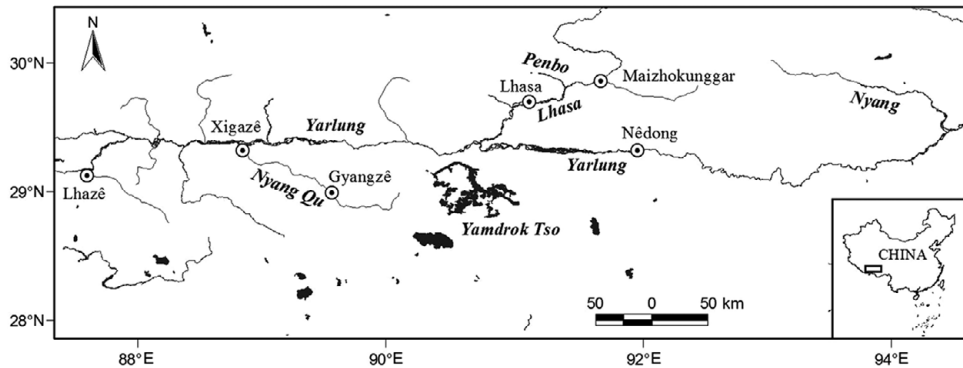 N
30°N
29°N
28°N
88°E
90°E
92°E
94°E
Penbo
Maizhokunggar
Lhasa
Lhasa
Nyang
Xigazê
Yarlung
Nêdong
Yarlung
Gyangzê
Nyang Qu
Lhazê
Yamdrok Tso
CHINA
50 0 50 km